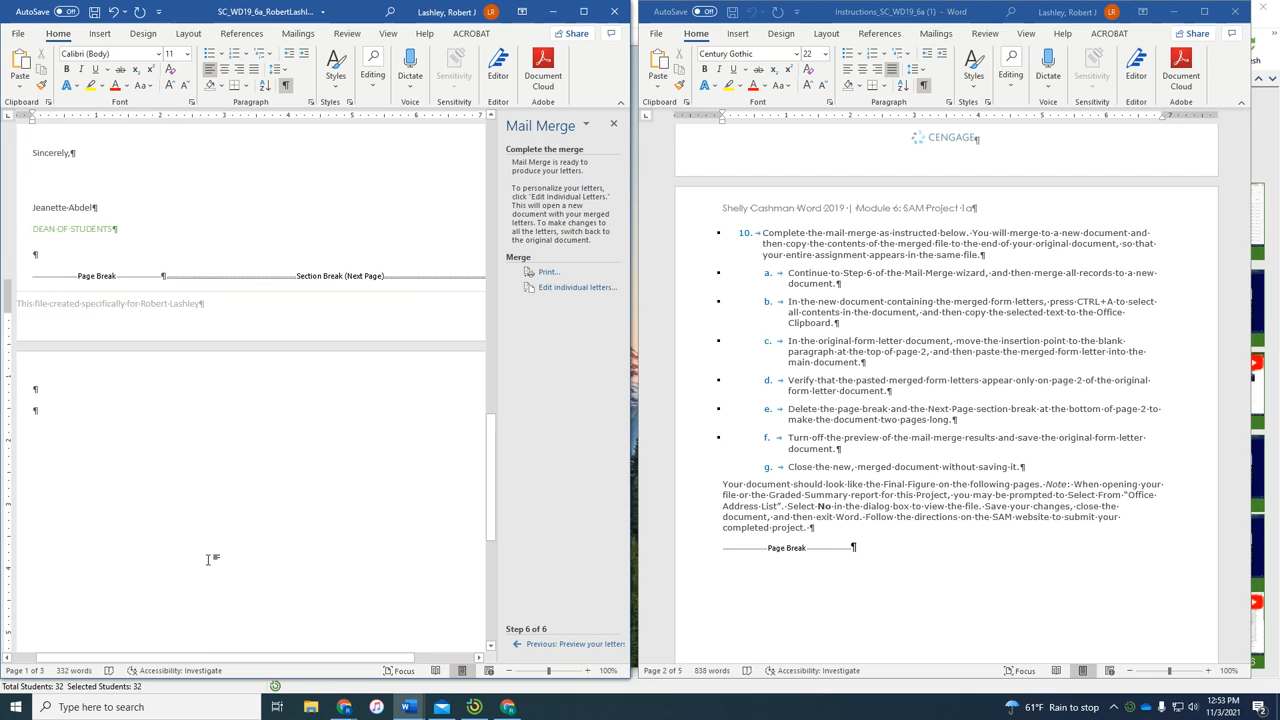 AutoSave Off SC_WD19_6a_RobertLashl... Lashley, Robert J RL
File Home Insert Design Layout References Mailings Review View Help ACROBAT Share
Calibri (Body) 11
Paste Styles Editing Dictate Sensitivity Editor Document Cloud
Clipboard Font Paragraph Styles Voice Sensitivity Editor Adobe
Sincerely,¶
Jeanette·Abdel¶
DEAN·OF·STUDENTS¶
¶
Page Break ¶ Section Break (Next Page)
This·file·created·specifically·for·Robert·Lashley¶
¶
¶
Mail Merge
Complete the merge
Mail Merge is ready to
produce your letters.
To personalize your letters,
click "Edit Individual Letters."
This will open a new
document with your merged
letters. To make changes to
all the letters, switch back
to the original document.
Merge
Print...
Edit individual letters...
Step 6 of 6
Previous: Preview your letters
Page 1 of 3 332 words Accessibility: Investigate Focus 100%
Total Students: 32 Selected Students: 32
AutoSave Off Instructions_SC_WD19_6a (1) - Word Lashley, Robert J RL
File Home Insert Design Layout References Mailings Review View Help ACROBAT Share
Century Gothic 22
Paste Styles Editing Dictate Sensitivity Editor Document Cloud
Clipboard Font Paragraph Styles Voice Sensitivity Editor Adobe
CENGAGE¶
Shelly·Cashman·Word·2019·|·Module·6:·SAM·Project·1a¶
10.→Complete·the·mail·merge·as·instructed·below.·You·will·merge·to·a·new·document·and·
then·copy·the·contents·of·the·merged·file·to·the·end·of·your·original·document,·so·that·
your·entire·assignment·appears·in·the·same·file.¶
a.→Continue·to·Step·6·of·the·Mail·Merge·wizard,·and·then·merge·all·records·to·a·new·
document.¶
b.→In·the·new·document·containing·the·merged·form·letters,·press·CTRL+A·to·select·
all·contents·in·the·document,·and·then·copy·the·selected·text·to·the·Office·
Clipboard.¶
c.→In·the·original·form·letter·document,·move·the·insertion·point·to·the·blank·
paragraph·at·the·top·of·page·2,·and·then·paste·the·merged·form·letter·into·the·
main·document.¶
d.→Verify·that·the·pasted·merged·form·letters·appear·only·on·page·2·of·the·original·
form·letter·document.¶
e.→Delete·the·page·break·and·the·Next·Page·section·break·at·the·bottom·of·page·2·to·
make·the·document·two·pages·long.¶
f.→Turn·off·the·preview·of·the·mail·merge·results·and·save·the·original·form·letter·
document.¶
g.→Close·the·new,·merged·document·without·saving·it.¶
Your·document·should·look·like·the·Final·Figure·on·the·following·pages.·Note:·When·opening·your·
file·or·the·Graded·Summary·report·for·this·Project,·you·may·be·prompted·to·Select·From·“Office·
Address·List”.·Select·No·in·the·dialog·box·to·view·the·file.·Save·your·changes,·close·the·
document,·and·then·exit·Word.·Follow·the·directions·on·the·SAM·website·to·submit·your·
completed·project.·¶
Page Break ¶
Page 2 of 5 838 words Accessibility: Investigate Focus 100%
Type here to search 61°F Rain to stop 12:53 PM
11/3/2021